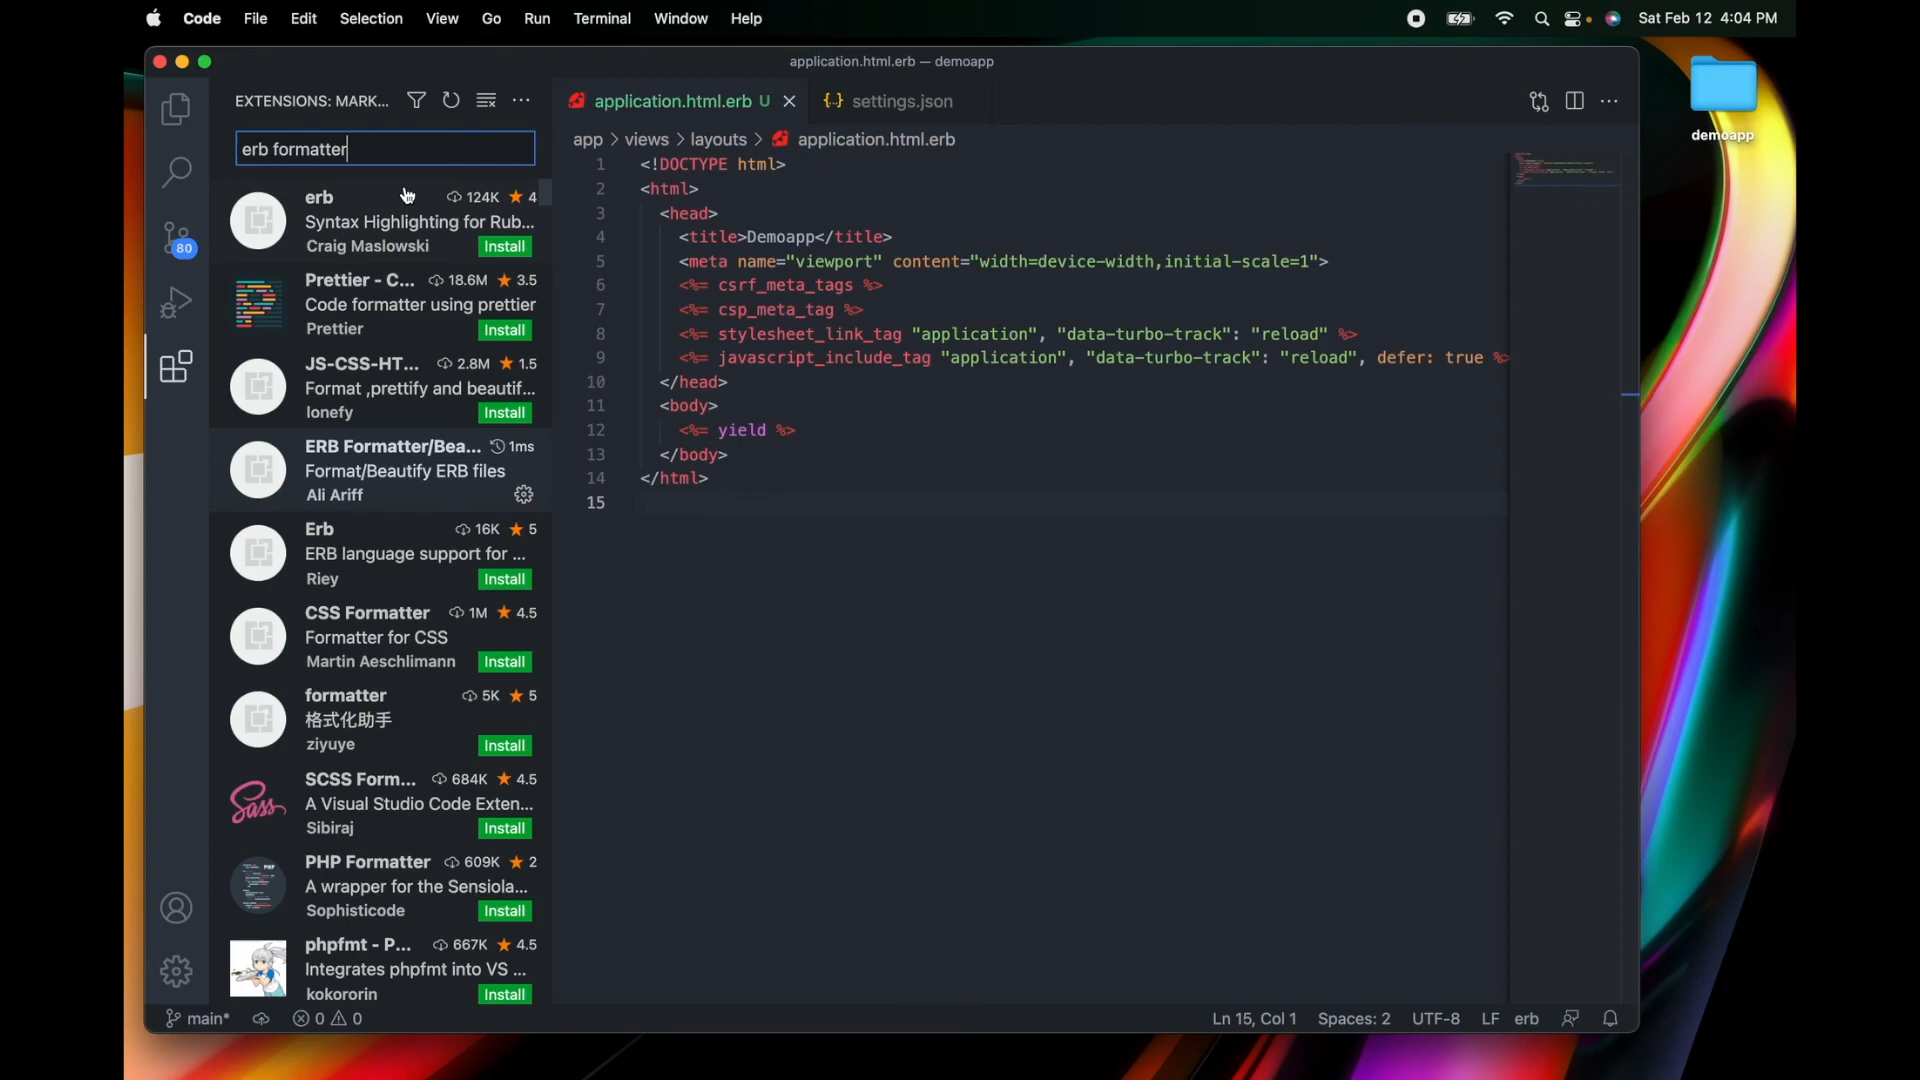 Code File Edit Selection View Go Run Terminal Window Help
Sat Feb 12 4:04 PM
application.html.erb — demoapp
demoapp
EXTENSIONS: MARK...
erb formatter
erb 124K 4
Syntax Highlighting for Rub...
Craig Maslowski Install
Prettier - C... 18.6M 3.5
Code formatter using prettier
Prettier Install
JS-CSS-HT... 2.8M 1.5
Format ,prettify and beautif...
lonefy Install
ERB Formatter/Bea... 1ms
Format/Beautify ERB files
Ali Ariff
Erb 16K 5
ERB language support for ...
Riey Install
CSS Formatter 1M 4.5
Formatter for CSS
Martin Aeschlimann Install
formatter 5K 5
格式化助手
ziyuye Install
SCSS Form... 684K 4.5
A Visual Studio Code Exten...
Sibiraj Install
PHP Formatter 609K 2
A wrapper for the Sensiola...
Sophisticode Install
phpfmt - P... 667K 4.5
Integrates phpfmt into VS ...
kokororin Install
80
application.html.erb U
{..} settings.json
app > views > layouts > application.html.erb
1 <!DOCTYPE html>
2 <html>
3 <head>
4 <title>Demoapp</title>
5 <meta name="viewport" content="width=device-width,initial-scale=1">
6 <%= csrf_meta_tags %>
7 <%= csp_meta_tag %>
8 <%= stylesheet_link_tag "application", "data-turbo-track": "reload" %>
9 <%= javascript_include_tag "application", "data-turbo-track": "reload", defer: true %>
10 </head>
11 <body>
12 <%= yield %>
13 </body>
14 </html>
15
main* 0 0
Ln 15, Col 1 Spaces: 2 UTF-8 LF erb